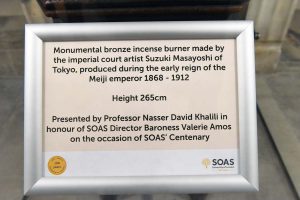 Monumental bronze incense burner made by
the imperial court artist Suzuki Masayoshi of
Tokyo, produced during the early reign of the
Meiji emperor 1868 - 1912
Height 265cm
Presented by Professor Nasser David Khalili in
honour of SOAS Director Baroness Valerie Amos
on the occasion of SOAS' Centenary
SOAS